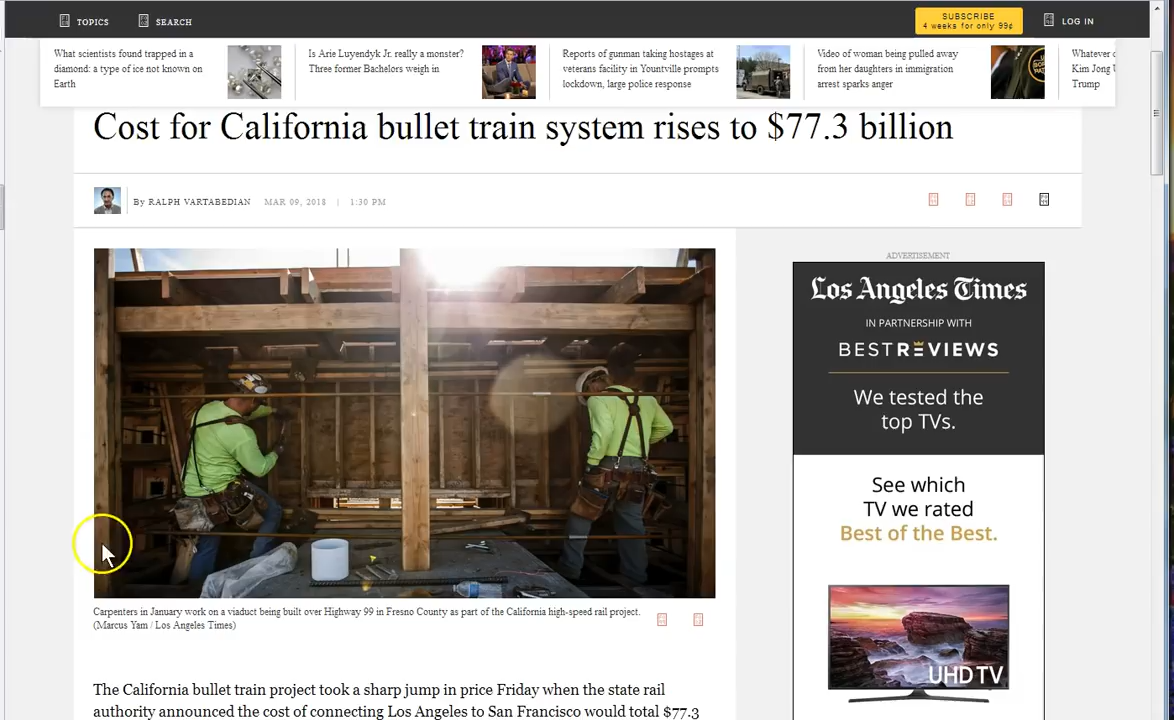 TOPICS
SEARCH
SUBSCRIBE
4 weeks for only 99¢
LOG IN
What scientists found trapped in a
diamond: a type of ice not known on
Earth
Is Arie Luyendyk Jr. really a monster?
Three former Bachelors weigh in
Reports of gunman taking hostages at
veterans facility in Yountville prompts
lockdown, large police response
Video of woman being pulled away
from her daughters in immigration
arrest sparks anger
Whatever
Kim Jong
Trump
Cost for California bullet train system rises to $77.3 billion
By RALPH VARTABEDIAN MAR 09, 2018 | 1:30 PM
ADVERTISEMENT
Los Angeles Times
IN PARTNERSHIP WITH
BESTREVIEWS
We tested the
top TVs.
See which
TV we rated
Best of the Best.
UHD TV
Carpenters in January work on a viaduct being built over Highway 99 in Fresno County as part of the California high-speed rail project.
(Marcus Yam / Los Angeles Times)
The California bullet train project took a sharp jump in price Friday when the state rail
authority announced the cost of connecting Los Angeles to San Francisco would total $77.3